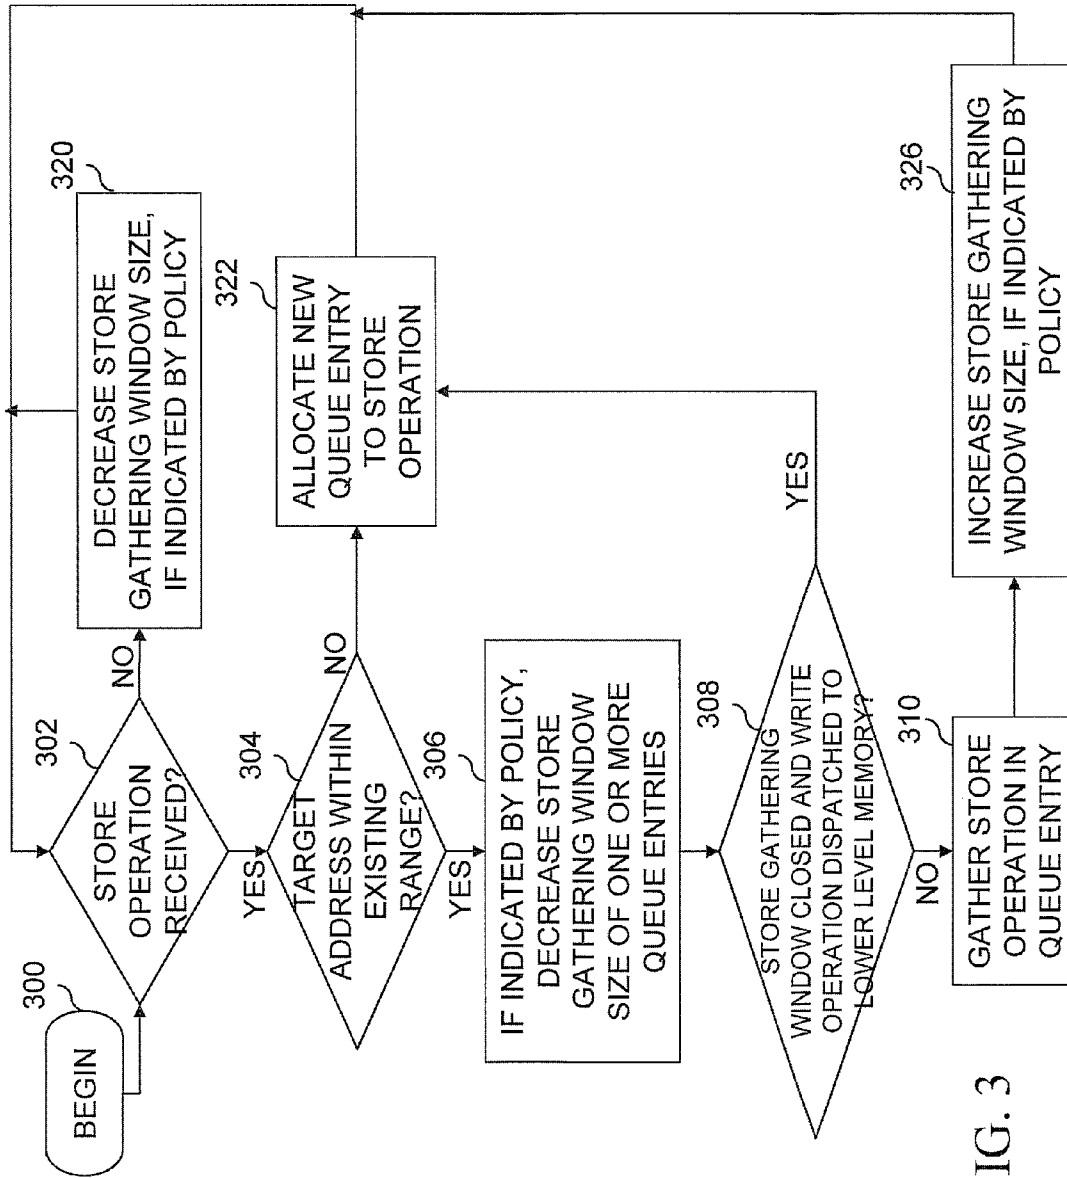 BEGIN
300
STORE
OPERATION
RECEIVED?
302
NO
YES
DECREASE STORE
GATHERING WINDOW SIZE,
IF INDICATED BY POLICY
320
TARGET
ADDRESS WITHIN
EXISTING
RANGE?
304
NO
YES
ALLOCATE NEW
QUEUE ENTRY
TO STORE
OPERATION
322
IF INDICATED BY POLICY,
DECREASE STORE
GATHERING WINDOW
SIZE OF ONE OR MORE
QUEUE ENTRIES
306
STORE GATHERING
WINDOW CLOSED AND WRITE
OPERATION DISPATCHED TO
LOWER LEVEL MEMORY?
308
YES
NO
GATHER STORE
OPERATION IN
QUEUE ENTRY
310
INCREASE STORE GATHERING
WINDOW SIZE, IF INDICATED BY
POLICY
326
IG. 3